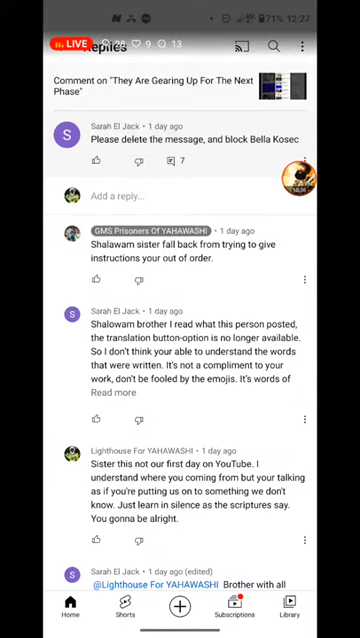 4G 71% 12:27
LIVE
Replies
26 9 13
Comment on "They Are Gearing Up For The Next
Phase"
S
Sarah El Jack • 1 day ago
Please delete the message, and block Bella Kosec
7
Add a reply...
GMS Prisoners Of YAHAWASHI • 1 day ago
Shalawam sister fall back from trying to give
instructions your out of order.
S
Sarah El Jack • 1 day ago
Shalowam brother I read what this person posted,
the translation button-option is no longer available.
So I don't think your able to understand the words
that were written. It's not a compliment to your
work, don't be fooled by the emojis. It's words of
Read more
Lighthouse For YAHAWASHI • 1 day ago
Sister this not our first day on YouTube. I
understand where you coming from but your talking
as if you're putting us on to something we don't
know. Just learn in silence as the scriptures say.
You gonna be alright.
S
Sarah El Jack • 1 day ago (edited)
@Lighthouse For YAHAWASHI Brother with all
Home
Shorts
Subscriptions
Library